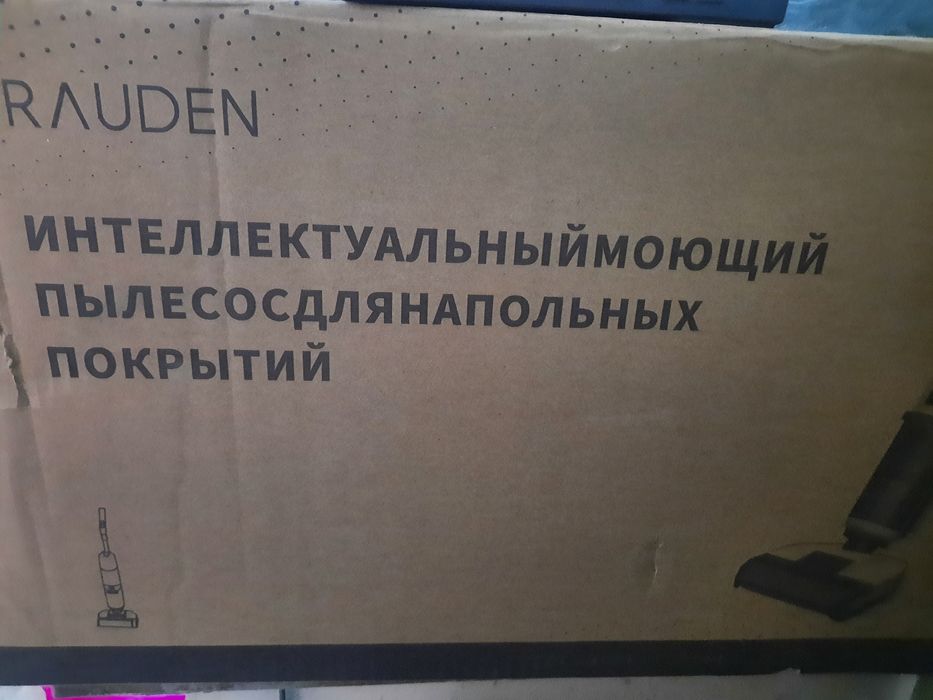 RAUDEN
ИНТЕЛЛЕКТУАЛЬНЫЙМОЮЩИЙ
ПЫЛЕСОСДЛЯНАПОЛЬНЫХ
ПОКРЫТИЙ